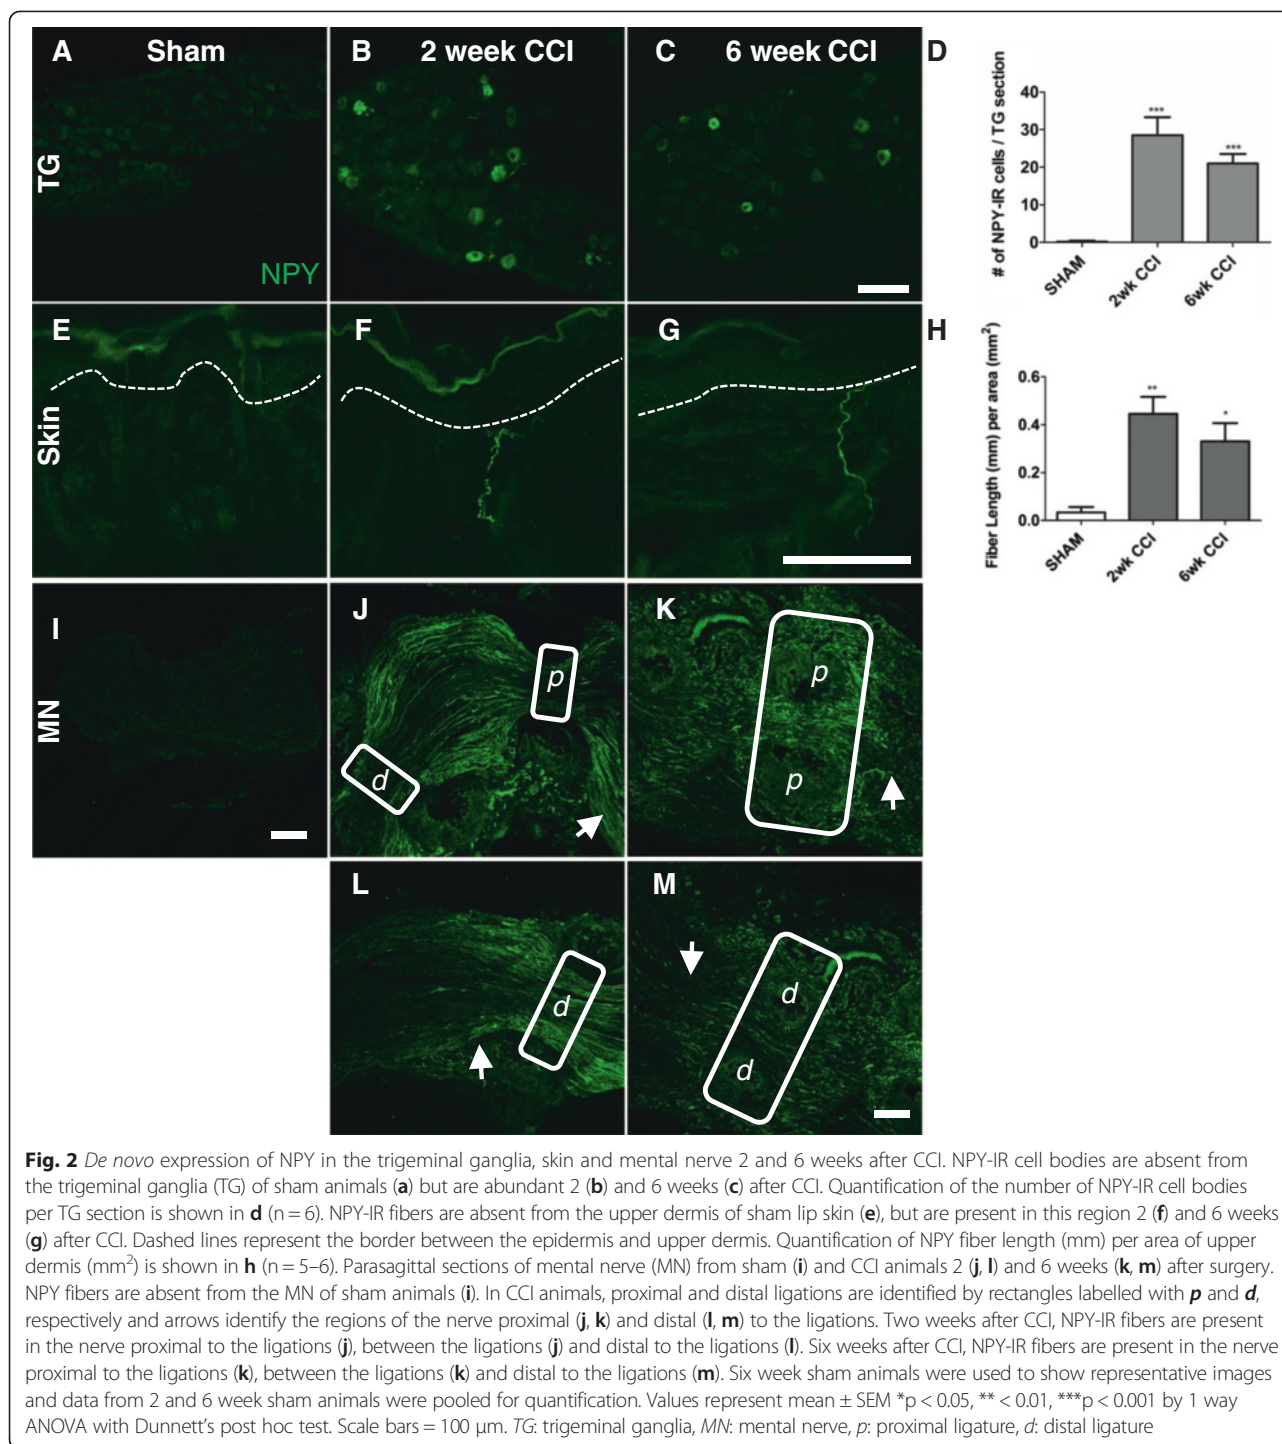 A Sham
B 2 week CCI
C 6 week CCI
TG
NPY
D
# of NPY-IR cells / TG section
40
30
20
10
0
***
***
SHAM
2wk CCI
6wk CCI
E
F
G
Skin
H
Fiber Length (mm) per area (mm²)
0.6
0.4
0.2
0.0
**
*
SHAM
2wk CCI
6wk CCI
I
J
K
MN
p
d
p
p
L
M
d
d
d
Fig. 2 De novo expression of NPY in the trigeminal ganglia, skin and mental nerve 2 and 6 weeks after CCI. NPY-IR cell bodies are absent from
the trigeminal ganglia (TG) of sham animals (a) but are abundant 2 (b) and 6 weeks (c) after CCI. Quantification of the number of NPY-IR cell bodies
per TG section is shown in d (n = 6). NPY-IR fibers are absent from the upper dermis of sham lip skin (e), but are present in this region 2 (f) and 6 weeks
(g) after CCI. Dashed lines represent the border between the epidermis and upper dermis. Quantification of NPY fiber length (mm) per area of upper
dermis (mm²) is shown in h (n = 5–6). Parasagittal sections of mental nerve (MN) from sham (i) and CCI animals 2 (j, l) and 6 weeks (k, m) after surgery.
NPY fibers are absent from the MN of sham animals (i). In CCI animals, proximal and distal ligations are identified by rectangles labelled with p and d,
respectively and arrows identify the regions of the nerve proximal (j, k) and distal (l, m) to the ligations. Two weeks after CCI, NPY-IR fibers are present
in the nerve proximal to the ligations (j), between the ligations (j) and distal to the ligations (l). Six weeks after CCI, NPY-IR fibers are present in the nerve
proximal to the ligations (k), between the ligations (k) and distal to the ligations (m). Six week sham animals were used to show representative images
and data from 2 and 6 week sham animals were pooled for quantification. Values represent mean ± SEM *p < 0.05, ** < 0.01, ***p < 0.001 by 1 way
ANOVA with Dunnett's post hoc test. Scale bars = 100 μm. TG: trigeminal ganglia, MN: mental nerve, p: proximal ligature, d: distal ligature